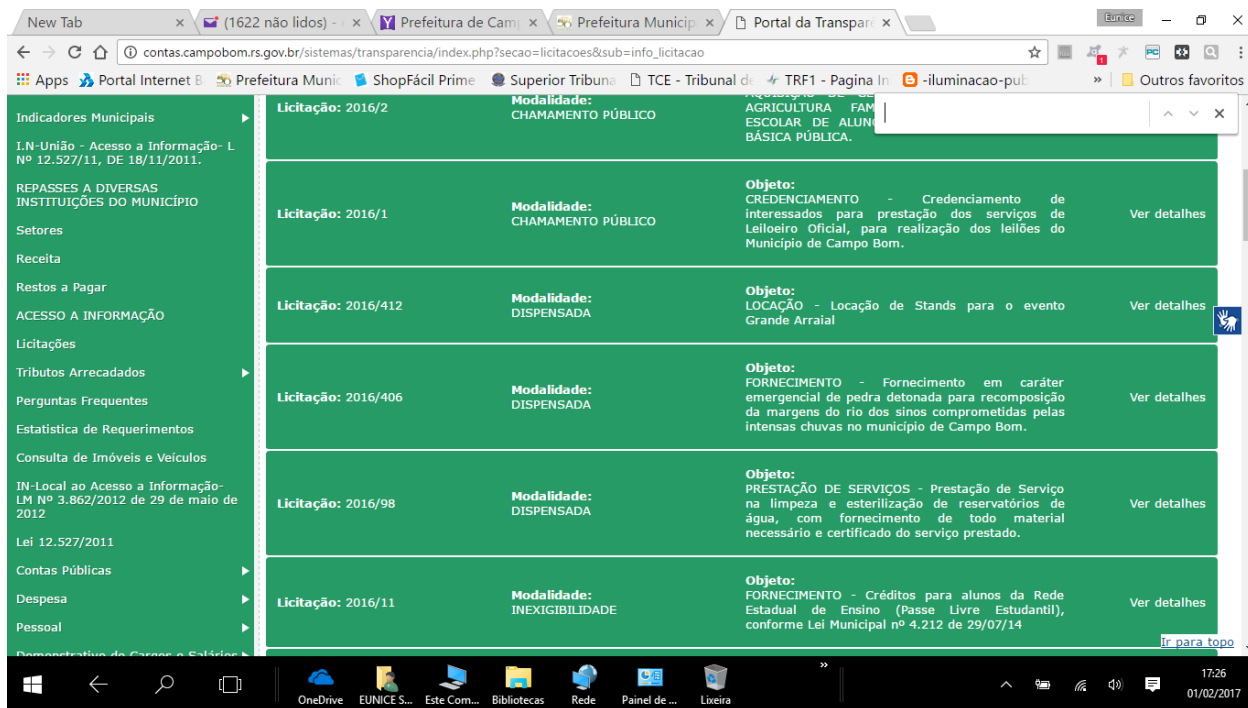 New Tab
(1622 não lidos) -
Prefeitura de Camp
Prefeitura Municip
Portal da Transparê
Eunice
contas.campobom.rs.gov.br/sistemas/transparencia/index.php?secao=licitacoes&sub=info_licitacao
Apps
Portal Internet B
Prefeitura Munic
ShopFácil Prime
Superior Tribuna
TCE - Tribunal de
TRF1 - Pagina In
-iluminacao-pub
»
Outros favoritos
Indicadores Municipais
I.N-União - Acesso a Informação- L
Nº 12.527/11, DE 18/11/2011.
REPASSES A DIVERSAS
INSTITUIÇÕES DO MUNICÍPIO
Setores
Receita
Restos a Pagar
ACESSO A INFORMAÇÃO
Licitações
Tributos Arrecadados
Perguntas Frequentes
Estatistica de Requerimentos
Consulta de Imóveis e Veículos
IN-Local ao Acesso a Informação-
LM Nº 3.862/2012 de 29 de maio de
2012
Lei 12.527/2011
Contas Públicas
Despesa
Pessoal
Demonstrativo de Cargos e Salários
Licitação: 2016/2
Modalidade:
CHAMAMENTO PÚBLICO
AGRICULTURA FAM
ESCOLAR DE ALUN
BÁSICA PÚBLICA.
Licitação: 2016/1
Modalidade:
CHAMAMENTO PÚBLICO
Objeto:
CREDENCIAMENTO - Credenciamento de
interessados para prestação dos serviços de
Leiloeiro Oficial, para realização dos leilões do
Município de Campo Bom.
Ver detalhes
Licitação: 2016/412
Modalidade:
DISPENSADA
Objeto:
LOCAÇÃO - Locação de Stands para o evento
Grande Arraial
Ver detalhes
Licitação: 2016/406
Modalidade:
DISPENSADA
Objeto:
FORNECIMENTO - Fornecimento em caráter
emergencial de pedra detonada para recomposição
da margens do rio dos sinos comprometidas pelas
intensas chuvas no município de Campo Bom.
Ver detalhes
Licitação: 2016/98
Modalidade:
DISPENSADA
Objeto:
PRESTAÇÃO DE SERVIÇOS - Prestação de Serviço
na limpeza e esterilização de reservatórios de
água, com fornecimento de todo material
necessário e certificado do serviço prestado.
Ver detalhes
Licitação: 2016/11
Modalidade:
INEXIGIBILIDADE
Objeto:
FORNECIMENTO - Créditos para alunos da Rede
Estadual de Ensino (Passe Livre Estudantil),
conforme Lei Municipal nº 4.212 de 29/07/14
Ver detalhes
Ir para topo
OneDrive
EUNICE S...
Este Com...
Bibliotecas
Rede
Painel de ...
Lixeira
»
17:26
01/02/2017